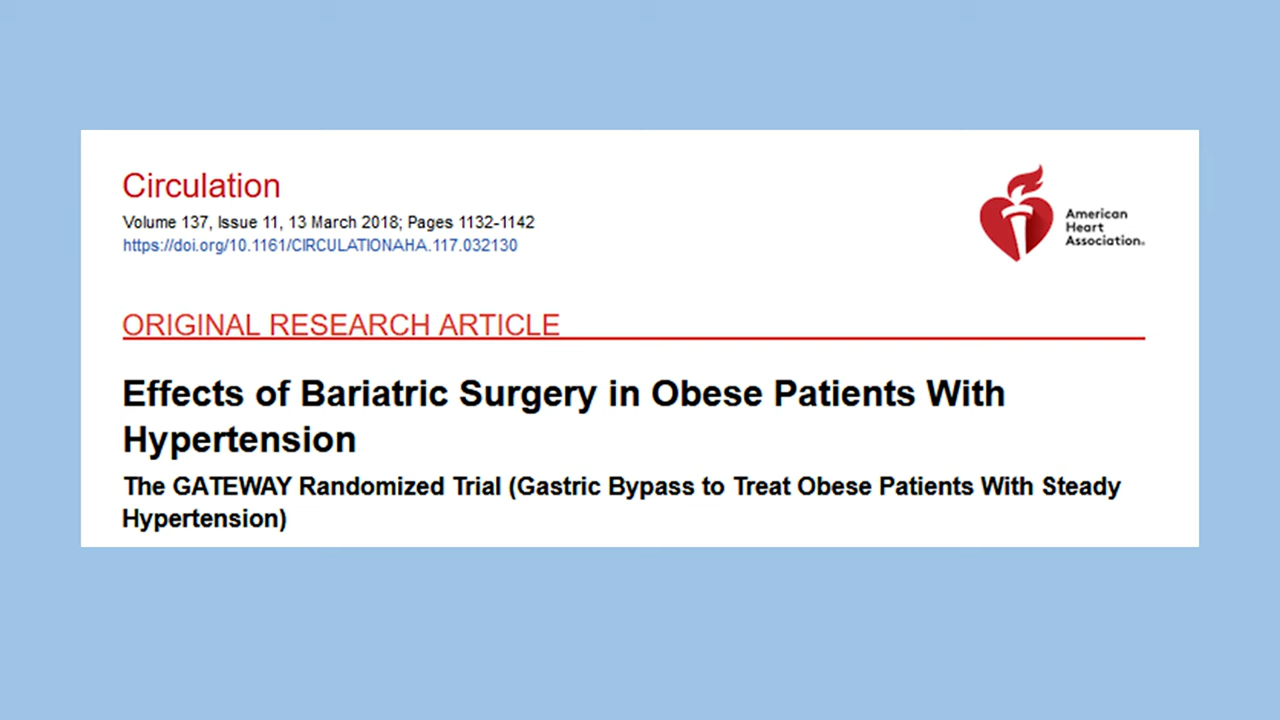 Circulation
Volume 137, Issue 11, 13 March 2018; Pages 1132-1142
https://doi.org/10.1161/CIRCULATIONAHA.117.032130
American
Heart
Association.
ORIGINAL RESEARCH ARTICLE
Effects of Bariatric Surgery in Obese Patients With
Hypertension
The GATEWAY Randomized Trial (Gastric Bypass to Treat Obese Patients With Steady
Hypertension)